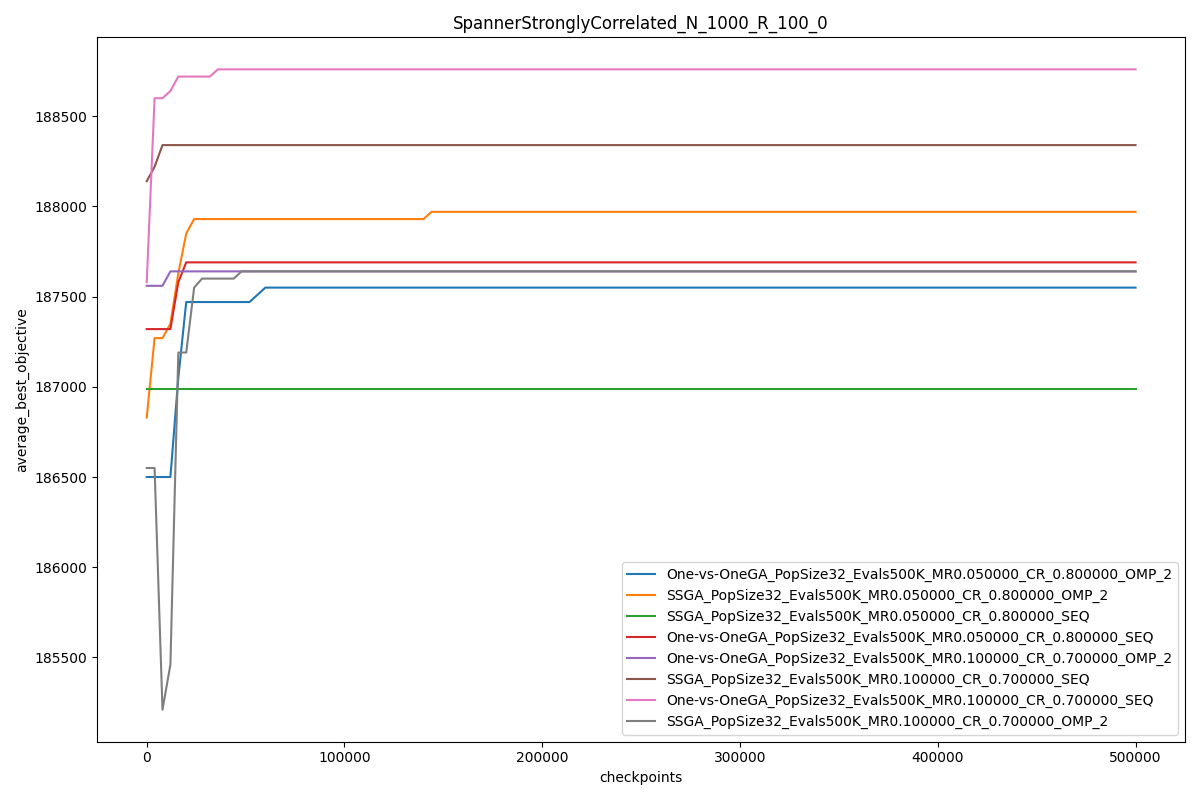 SpannerStronglyCorrelated_N_1000_R_100_0
188500
188000
187500
187000
186500
186000
185500
average_best_objective
0
100000
200000
300000
400000
500000
checkpoints
One-vs-OneGA_PopSize32_Evals500K_MR0.050000_CR_0.800000_OMP_2
SSGA_PopSize32_Evals500K_MR0.050000_CR_0.800000_OMP_2
SSGA_PopSize32_Evals500K_MR0.050000_CR_0.800000_SEQ
One-vs-OneGA_PopSize32_Evals500K_MR0.050000_CR_0.800000_SEQ
One-vs-OneGA_PopSize32_Evals500K_MR0.100000_CR_0.700000_OMP_2
SSGA_PopSize32_Evals500K_MR0.100000_CR_0.700000_SEQ
One-vs-OneGA_PopSize32_Evals500K_MR0.100000_CR_0.700000_SEQ
SSGA_PopSize32_Evals500K_MR0.100000_CR_0.700000_OMP_2